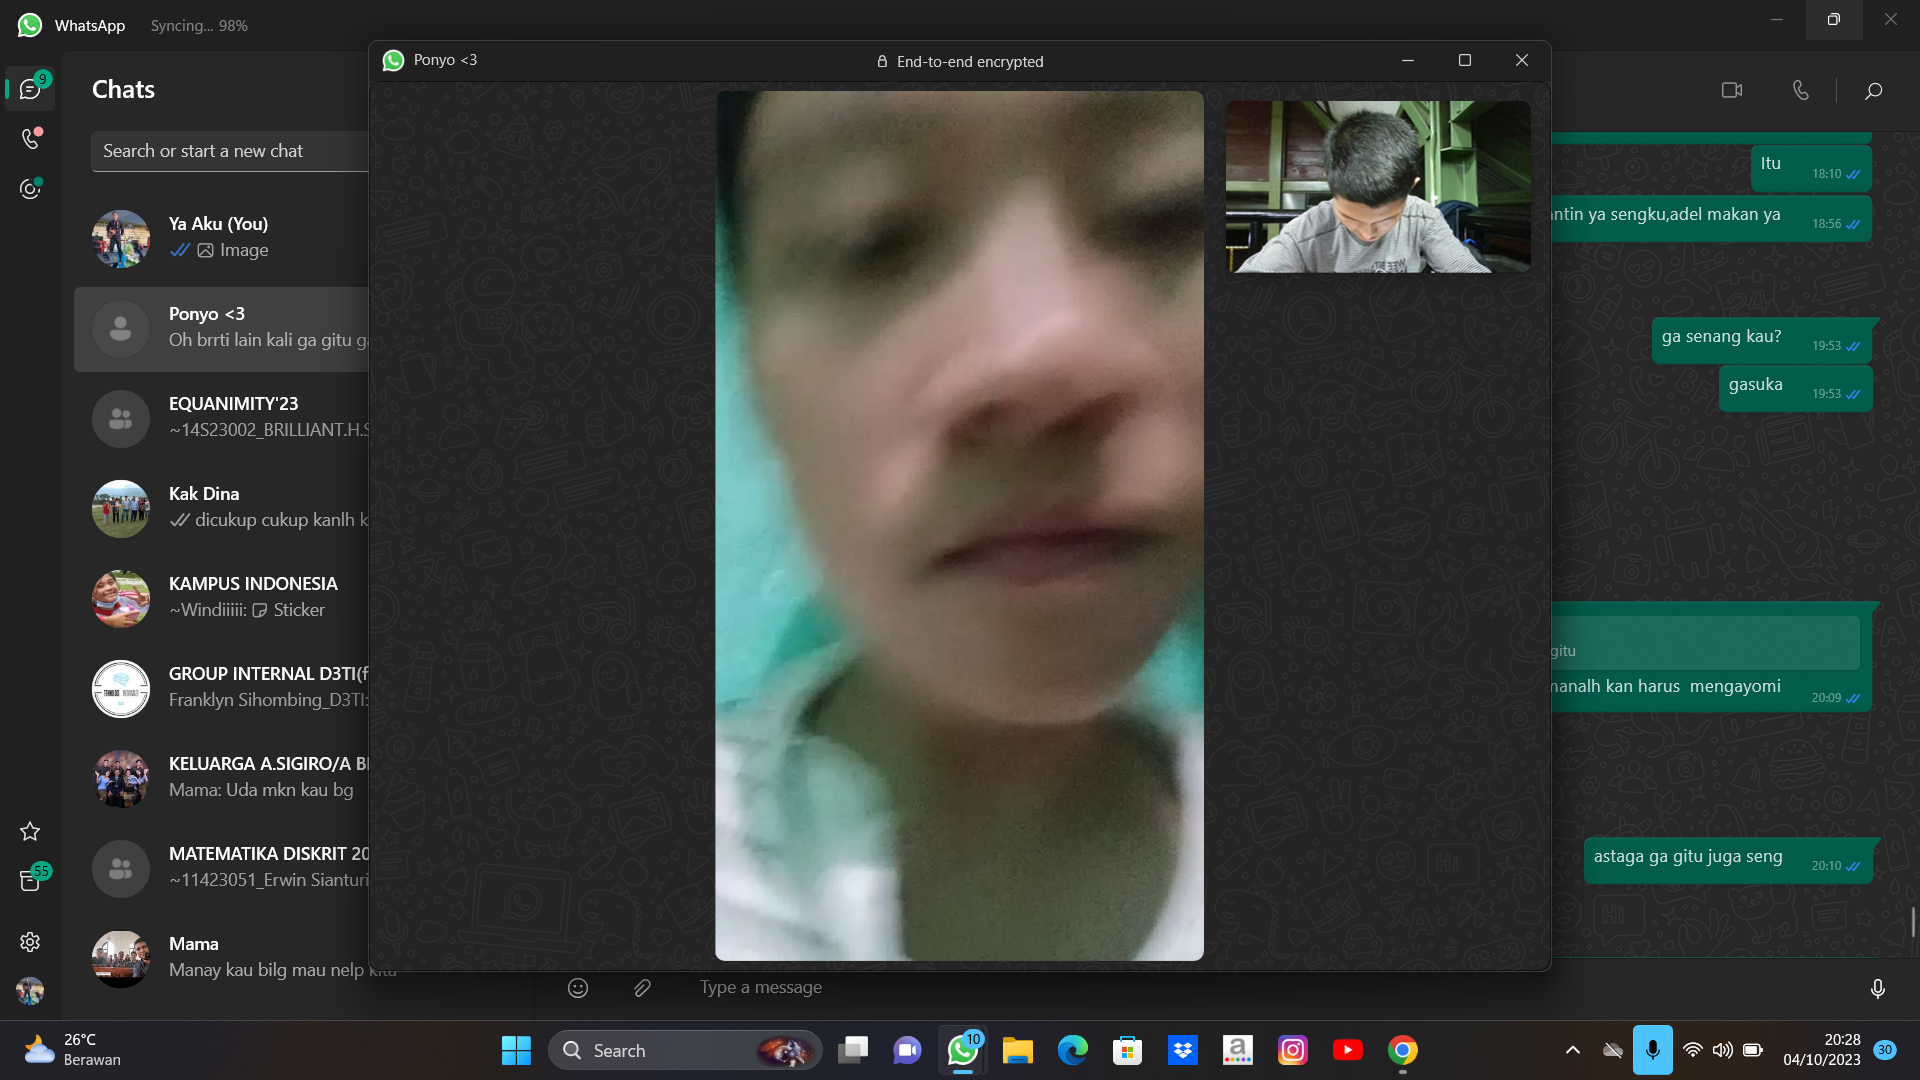 WhatsApp Syncing... 98%
Ponyo <3
End-to-end encrypted
9
Chats
Search or start a new chat
Ya Aku (You)
Image
Ponyo <3
Oh brrti lain kali ga gitu
EQUANIMITY'23
~14S23002_BRILLIANT.H.S
Kak Dina
dicukup cukup kanlh
KAMPUS INDONESIA
~Windiiiii: Sticker
GROUP INTERNAL D3TI(f
Franklyn Sihombing_D3TI:
KELUARGA A.SIGIRO/A B
Mama: Uda mkn kau bg
MATEMATIKA DISKRIT 20
~11423051_Erwin Sianturi
55
Mama
Manay kau bilg mau nelp kita
Itu 18:10
ya sengku,adel makan ya 18:56
ga senang kau? 19:53
gasuka 19:53
gitu
kan harus mengayomi 20:09
astaga ga gitu juga seng 20:10
Type a message
26°C
Berawan
Search
10
20:28
04/10/2023
30